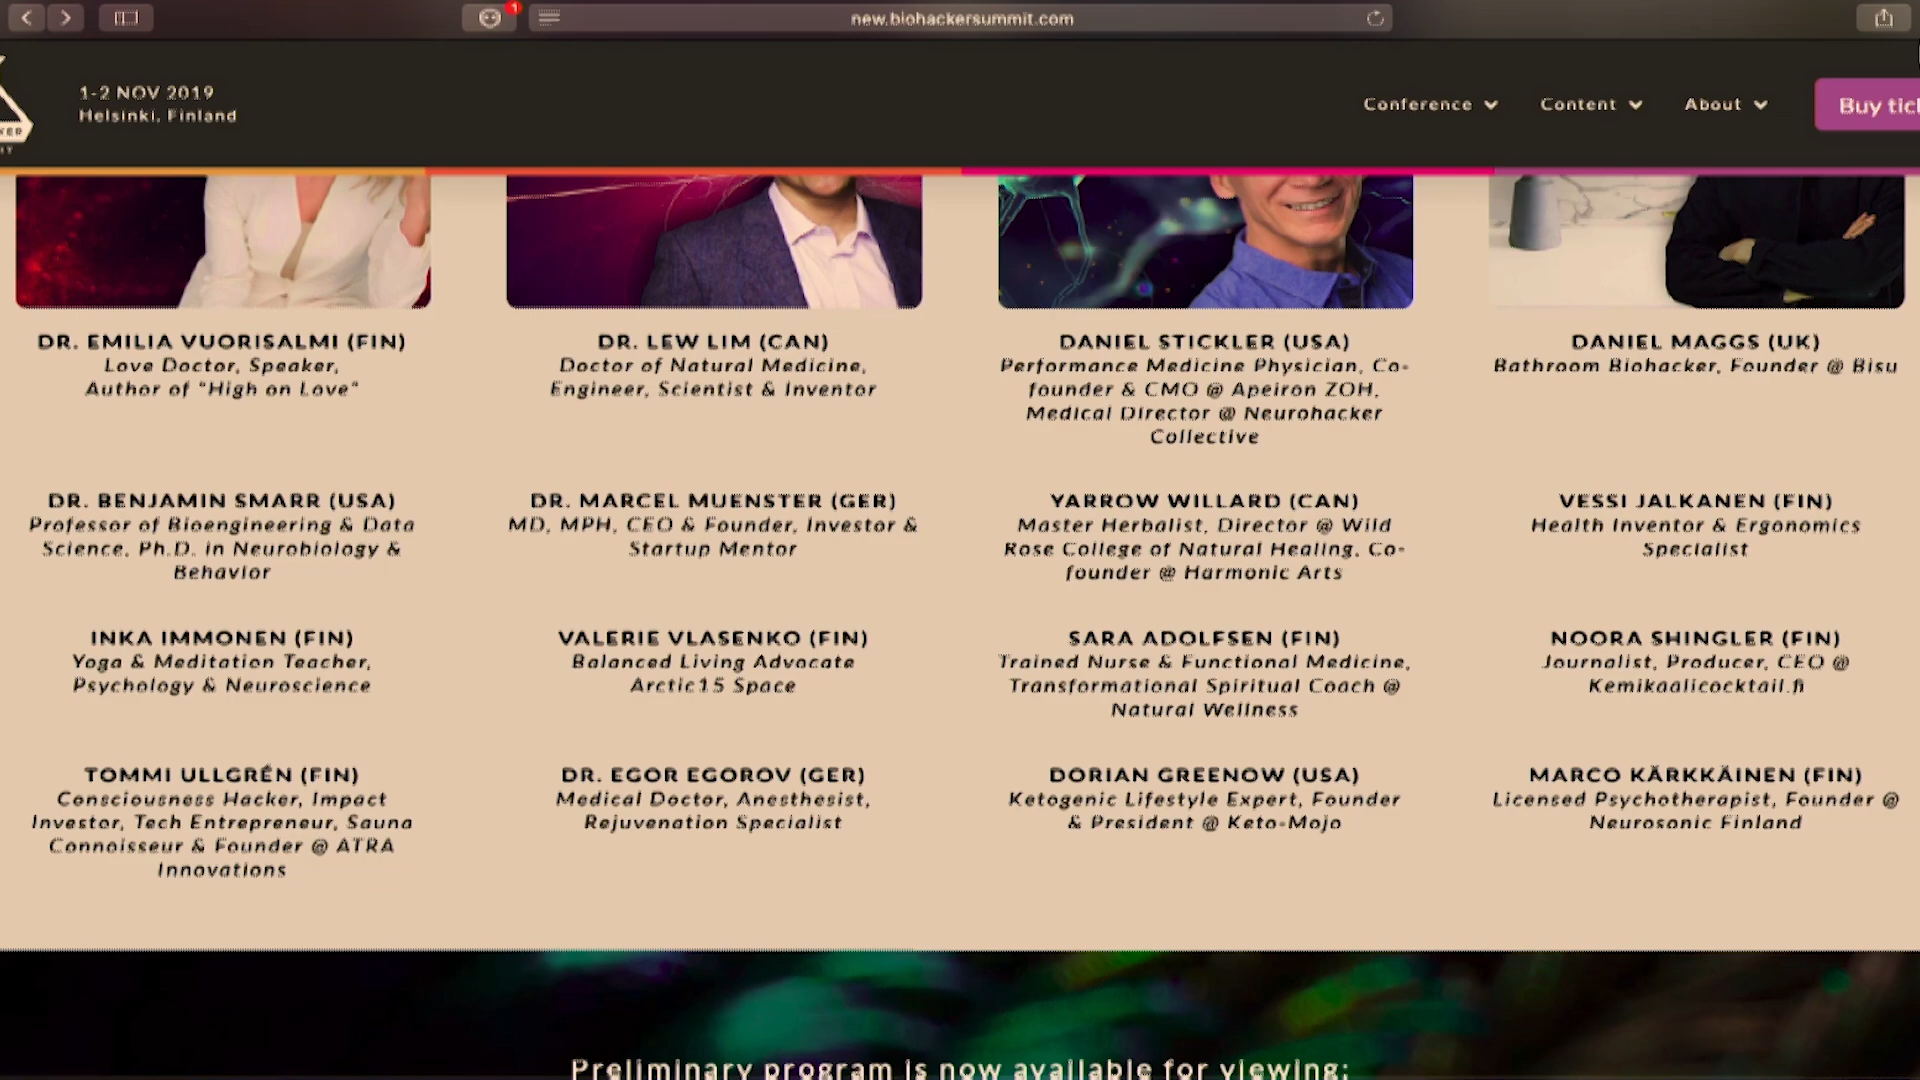 1
new.biohackersummit.com
1-2 NOV 2019
Helsinki, Finland
Conference
Content
About
Buy tic
KER
IT
DR. EMILIA VUORISALMI (FIN)
Love Doctor, Speaker,
Author of "High on Love"
DR. LEW LIM (CAN)
Doctor of Natural Medicine,
Engineer, Scientist & Inventor
DANIEL STICKLER (USA)
Performance Medicine Physician, Co-
founder & CMO @ Apeiron ZOH,
Medical Director @ Neurohacker
Collective
DANIEL MAGGS (UK)
Bathroom Biohacker, Founder @ Bisu
DR. BENJAMIN SMARR (USA)
Professor of Bioengineering & Data
Science, Ph.D. in Neurobiology &
Behavior
DR. MARCEL MUENSTER (GER)
MD, MPH, CEO & Founder, Investor &
Startup Mentor
YARROW WILLARD (CAN)
Master Herbalist, Director @ Wild
Rose College of Natural Healing, Co-
founder @ Harmonic Arts
VESSI JALKANEN (FIN)
Health Inventor & Ergonomics
Specialist
INKA IMMONEN (FIN)
Yoga & Meditation Teacher,
Psychology & Neuroscience
VALERIE VLASENKO (FIN)
Balanced Living Advocate
Arctic15 Space
SARA ADOLFSEN (FIN)
Trained Nurse & Functional Medicine,
Transformational Spiritual Coach @
Natural Wellness
NOORA SHINGLER (FIN)
Journalist, Producer, CEO @
Kemikaalicocktail.fi
TOMMI ULLGRÉN (FIN)
Consciousness Hacker, Impact
Investor, Tech Entrepreneur, Sauna
Connoisseur & Founder @ ATRA
Innovations
DR. EGOR EGOROV (GER)
Medical Doctor, Anesthesist,
Rejuvenation Specialist
DORIAN GREENOW (USA)
Ketogenic Lifestyle Expert, Founder
& President @ Keto-Mojo
MARCO KÄRKKÄINEN (FIN)
Licensed Psychotherapist, Founder @
Neurosonic Finland
Preliminary program is now available for viewing: